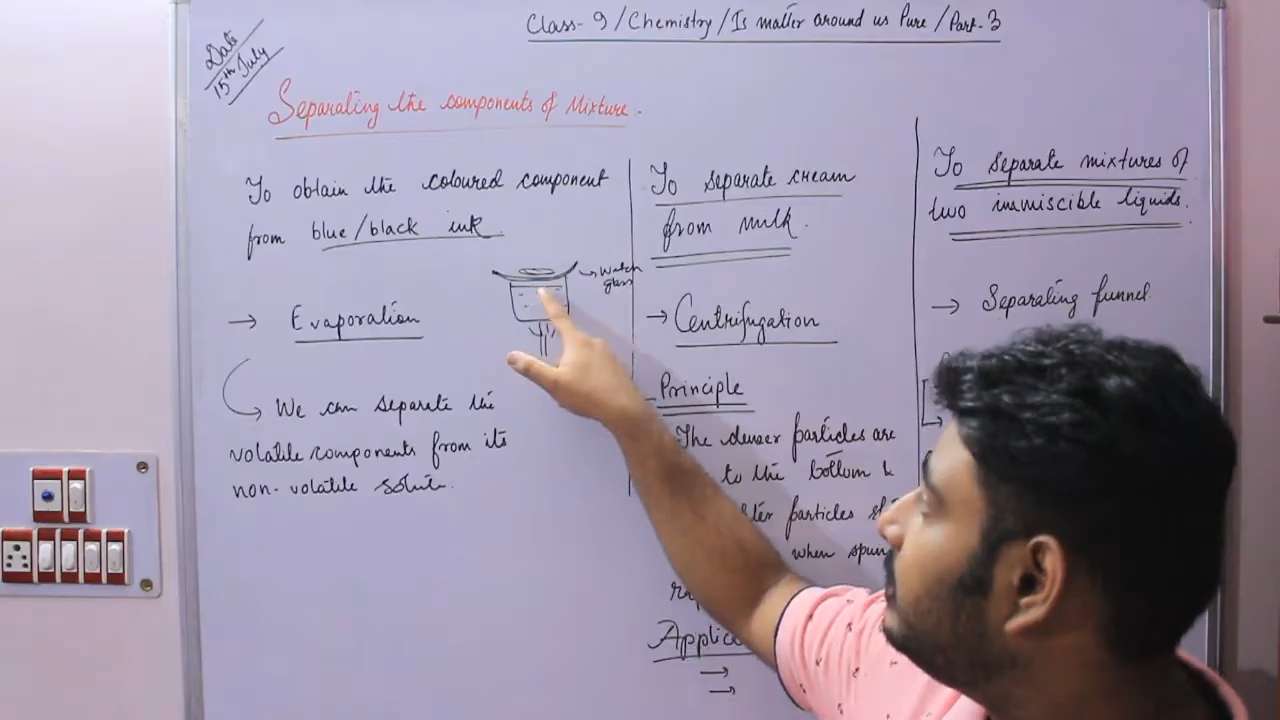 Class-9/Chemistry/Is matter around us Pure/Part-3
Date
15th July
Separating the components of Mixture.
To obtain the coloured component
from blue/black ink.
→ Watch
glass
→ Evaporation
→ We can separate the
volatile components from its
non-volatile solute.
To separate cream
from milk.
→ Centrifugation
Principle
The denser particles are
to the bottom
particles
when spun
Applic
→
→
To separate mixtures of
two immiscible liquids.
→ Separating funnel.